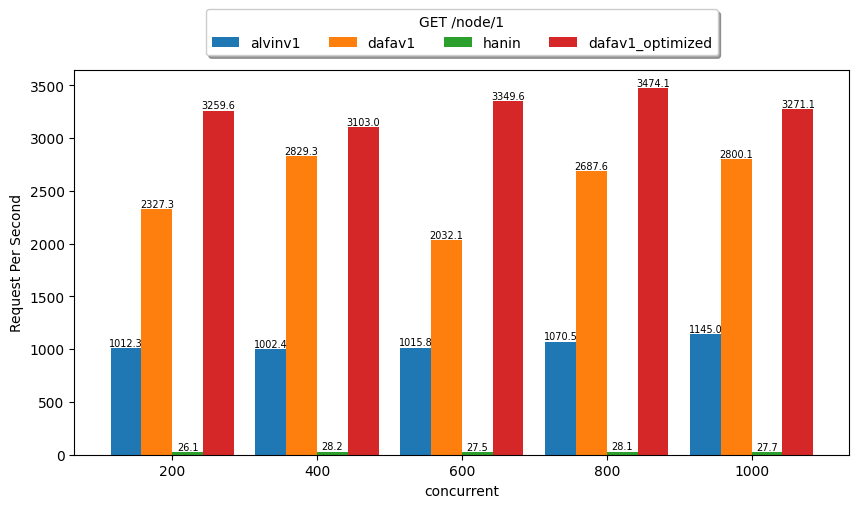 GET /node/1
alvinv1 dafav1 hanin dafav1_optimized
3500
3000
2500
2000
1500
1000
500
0
Request Per Second
1012.3 2327.3 26.1 3259.6
1002.4 2829.3 28.2 3103.0
1015.8 2032.1 27.5 3349.6
1070.5 2687.6 28.1 3474.1
1145.0 2800.1 27.7 3271.1
200 400 600 800 1000
concurrent